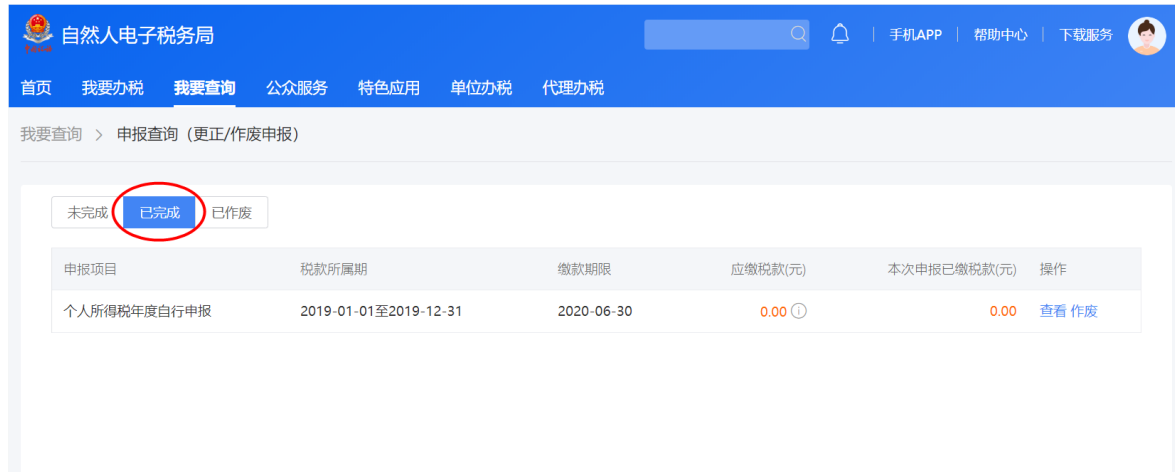 自然人电子税务局
手机APP | 帮助中心 | 下载服务
首页 我要办税 我要查询 公众服务 特色应用 单位办税 代理办税
我要查询 > 申报查询（更正/作废申报）
未完成 已完成 已作废
申报项目 税款所属期 缴款期限 应缴税款(元) 本次申报已缴税款(元) 操作
个人所得税年度自行申报 2019-01-01至2019-12-31 2020-06-30 0.00 0.00 查看 作废